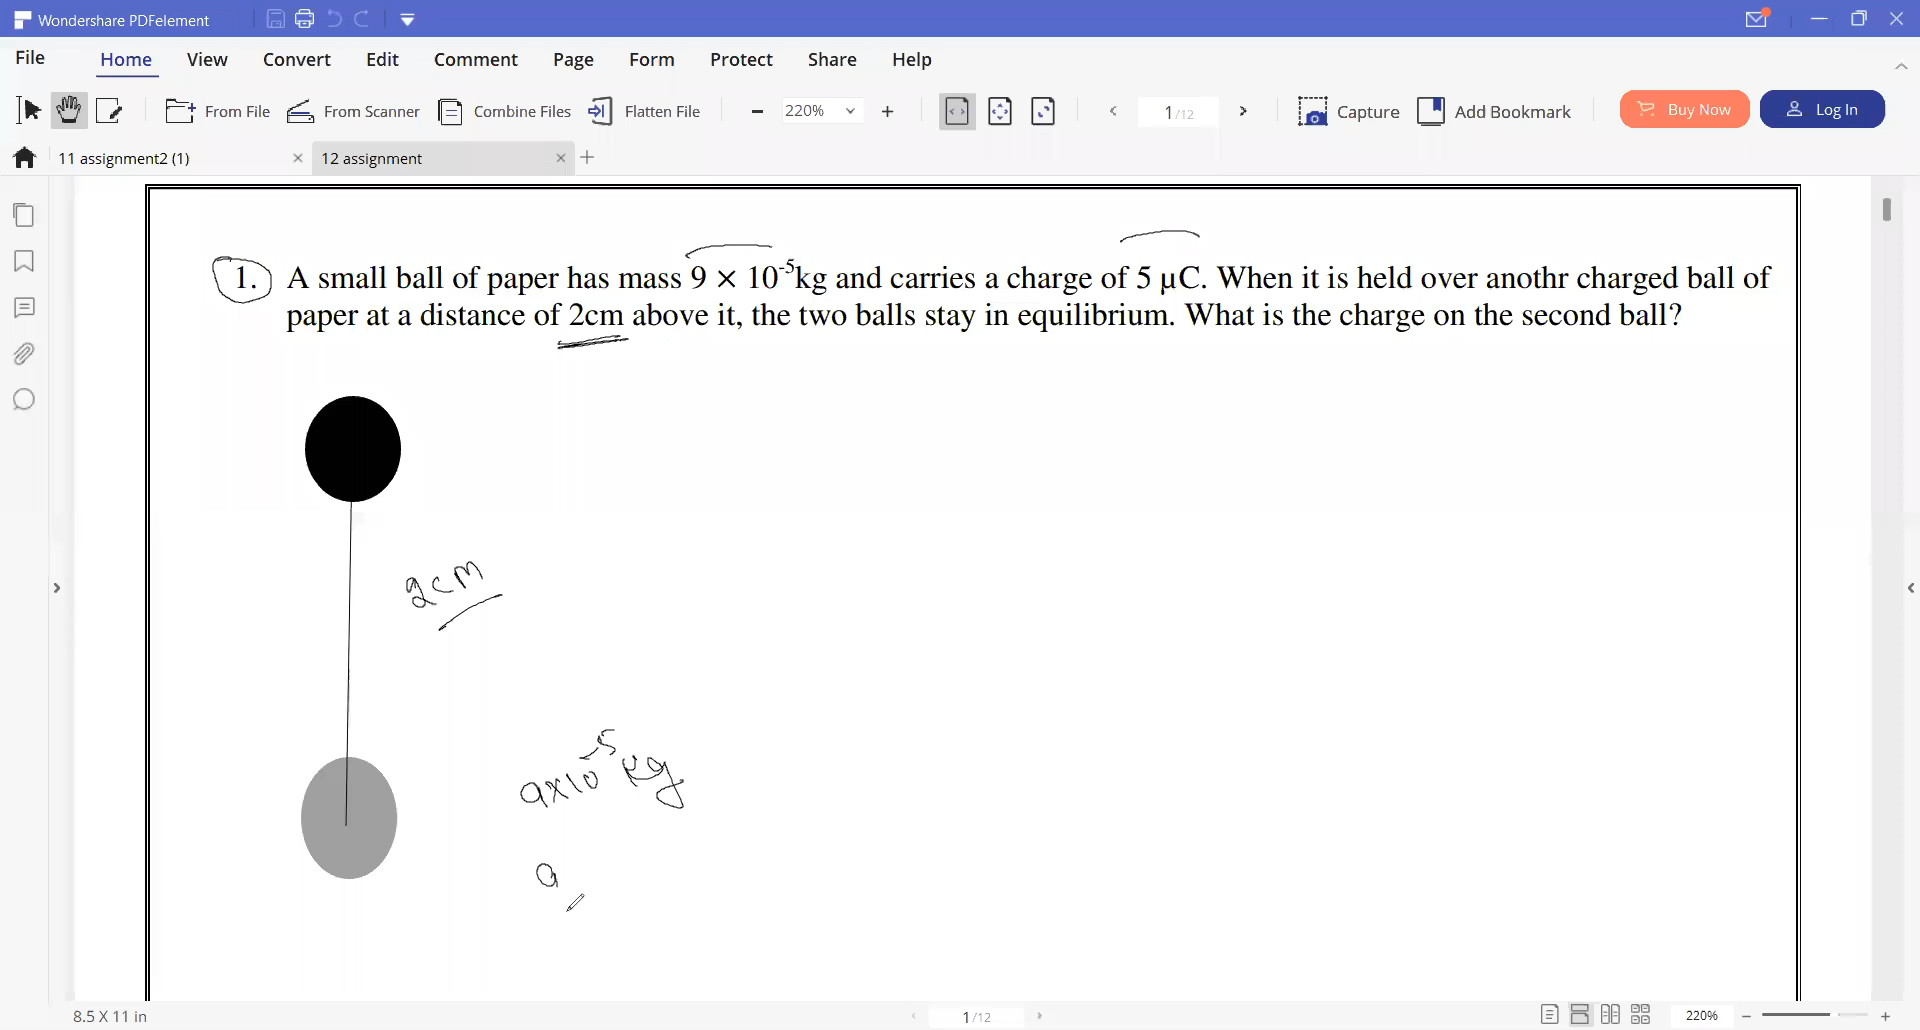 Wondershare PDFelement
File Home View Convert Edit Comment Page Form Protect Share Help
From File From Scanner Combine Files Flatten File 220% 1/12 Capture Add Bookmark Buy Now Log In
11 assignment2 (1) 12 assignment
1. A small ball of paper has mass 9 × 10⁻⁵kg and carries a charge of 5 µC. When it is held over anothr charged ball of
paper at a distance of 2cm above it, the two balls stay in equilibrium. What is the charge on the second ball?
2cm
9x10⁻⁵ kg
8.5 X 11 in 1/12 220%